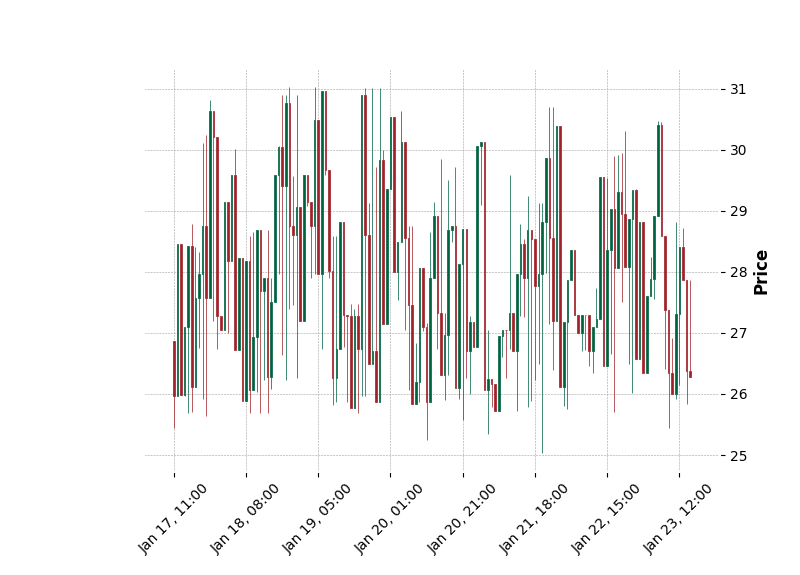 31
30
29
28
27
26
25
Price
Jan 17, 11:00
Jan 18, 08:00
Jan 19, 05:00
Jan 20, 01:00
Jan 20, 21:00
Jan 21, 18:00
Jan 22, 15:00
Jan 23, 12:00